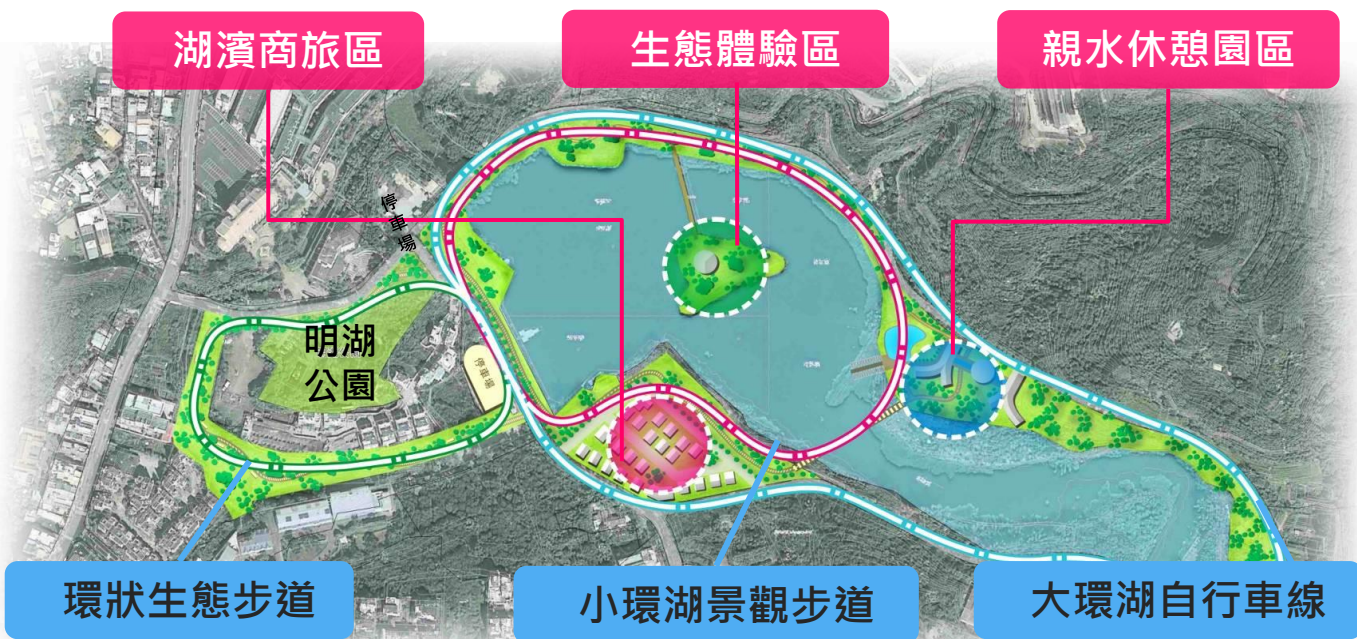 湖濱商旅區
生態體驗區
親水休憩園區
停車場
明湖
公園
停車場
環狀生態步道
小環湖景觀步道
大環湖自行車線